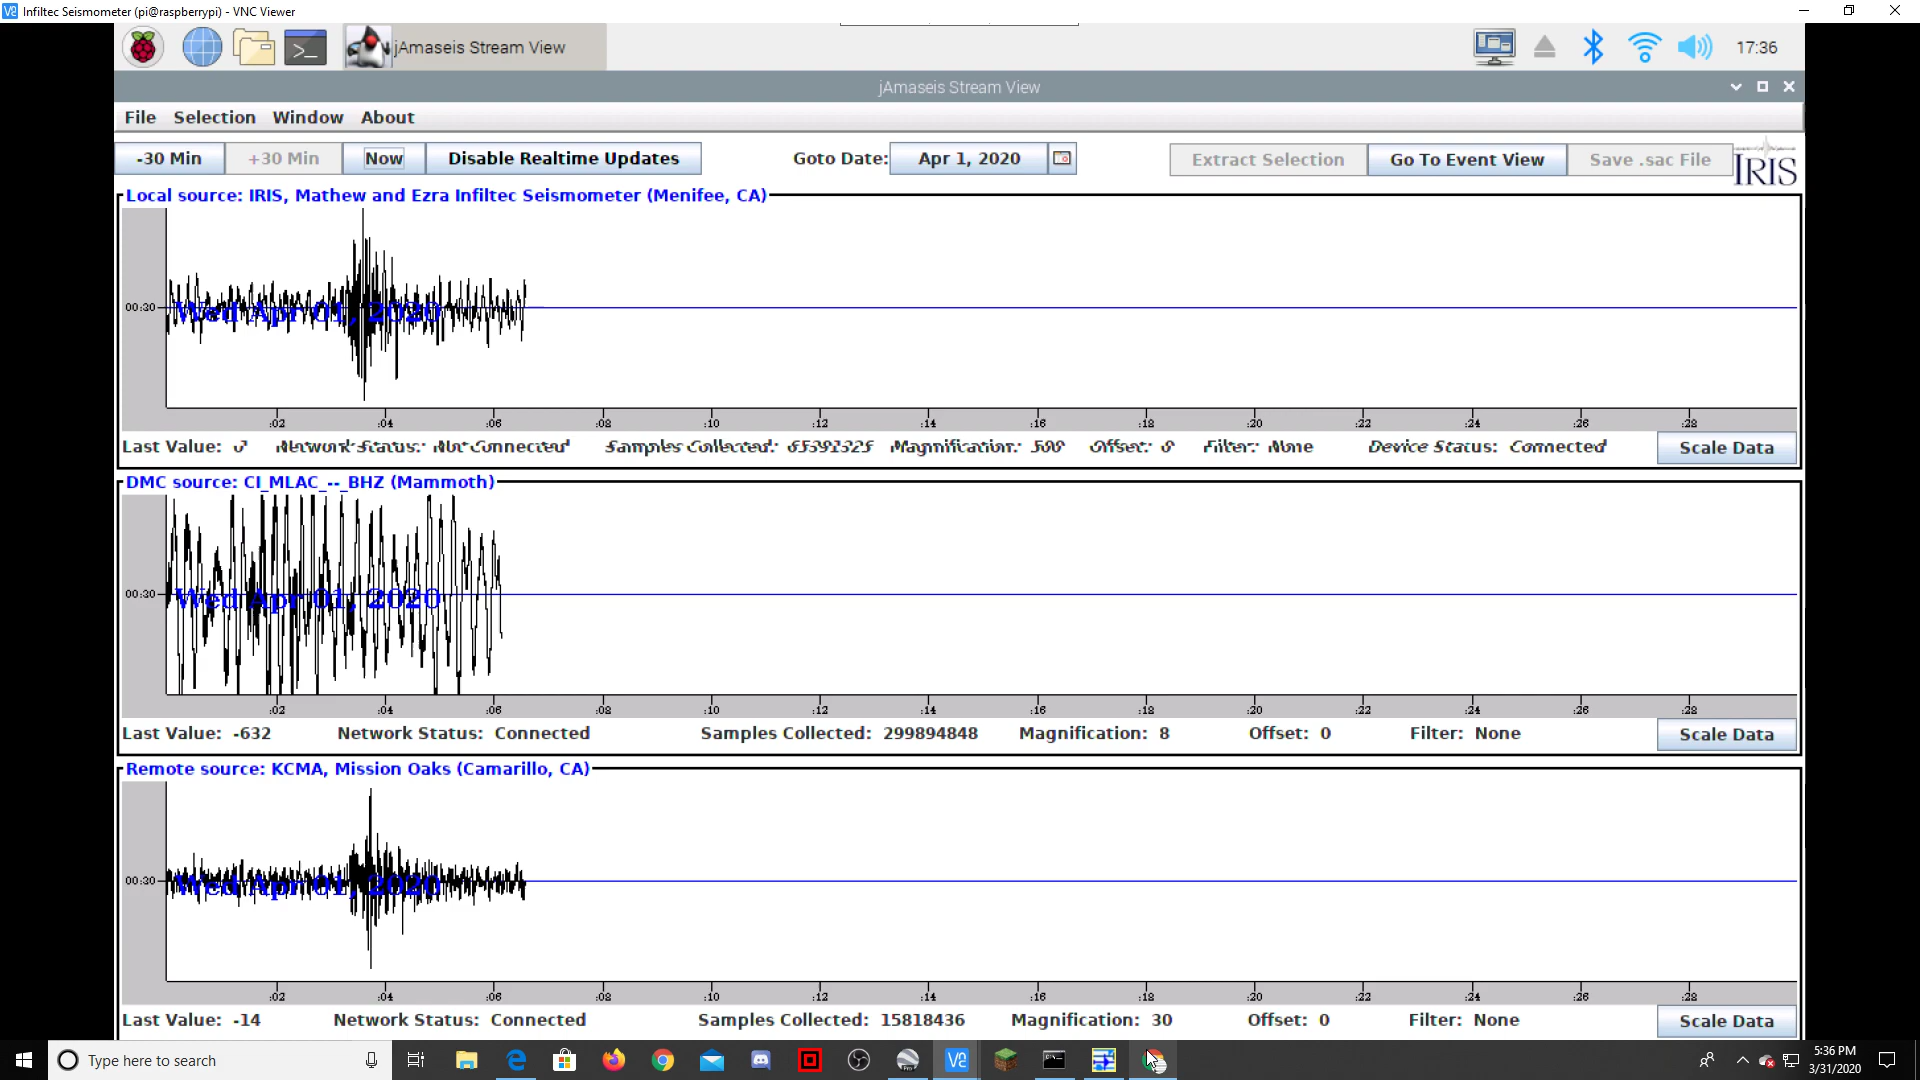 Infiltec Seismometer (pi@raspberrypi) - VNC Viewer
jAmaseis Stream View 17:36
jAmaseis Stream View
File Selection Window About
-30 Min +30 Min Now Disable Realtime Updates Goto Date: Apr 1, 2020 Extract Selection Go To Event View Save .sac File IRIS
Local source: IRIS, Mathew and Ezra Infiltec Seismometer (Menifee, CA)
00:30 Wed Apr 01, 2020
:02 :04 :06 :08 :10 :12 :14 :16 :18 :20 :22 :24 :26 :28
Last Value: Network Status: Not Connected Samples Collected: Magnification: 500 Offset: 0 Filter: None Device Status: Connected Scale Data
DMC source: CI_MLAC_--_BHZ (Mammoth)
00:30 Wed Apr 01, 2020
:02 :04 :06 :08 :10 :12 :14 :16 :18 :20 :22 :24 :26 :28
Last Value: -632 Network Status: Connected Samples Collected: 299894848 Magnification: 8 Offset: 0 Filter: None Scale Data
Remote source: KCMA, Mission Oaks (Camarillo, CA)
00:30 Wed Apr 01, 2020
:02 :04 :06 :08 :10 :12 :14 :16 :18 :20 :22 :24 :26 :28
Last Value: -14 Network Status: Connected Samples Collected: 15818436 Magnification: 30 Offset: 0 Filter: None Scale Data
Type here to search 5:36 PM
3/31/2020